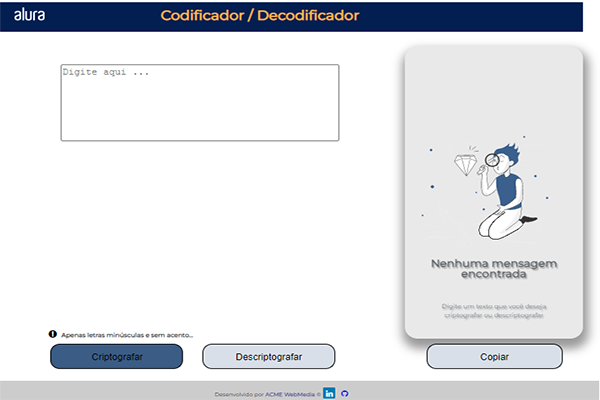 alura
Codificador / Decodificador
Digite aqui ...
Nenhuma mensagem
encontrada
Digite um texto que você deseja
criptografar ou descriptografar
Apenas letras minúsculas e sem acento...
Criptografar
Descriptografar
Copiar
Desenvolvido por ACME WebMedia ®
in